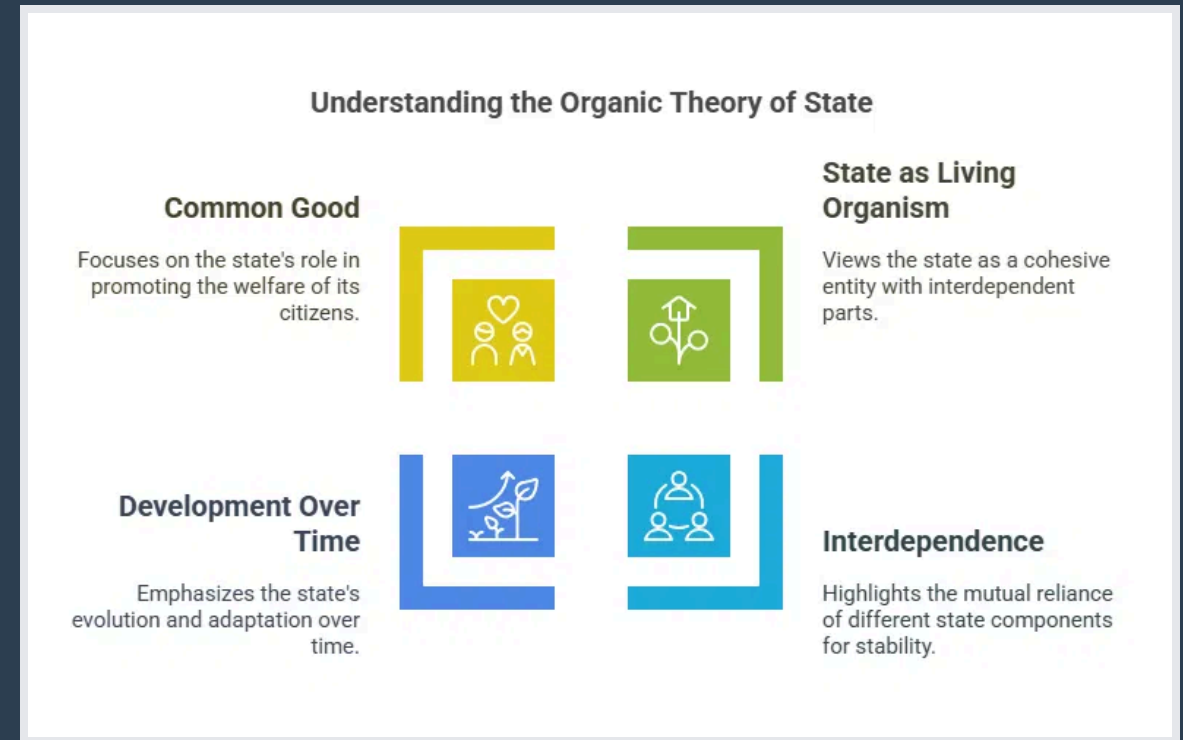 Understanding the Organic Theory of State
Common Good
Focuses on the state's role in
promoting the welfare of its
citizens.
State as Living
Organism
Views the state as a cohesive
entity with interdependent
parts.
Development Over
Time
Emphasizes the state's
evolution and adaptation over
time.
Interdependence
Highlights the mutual reliance
of different state components
for stability.